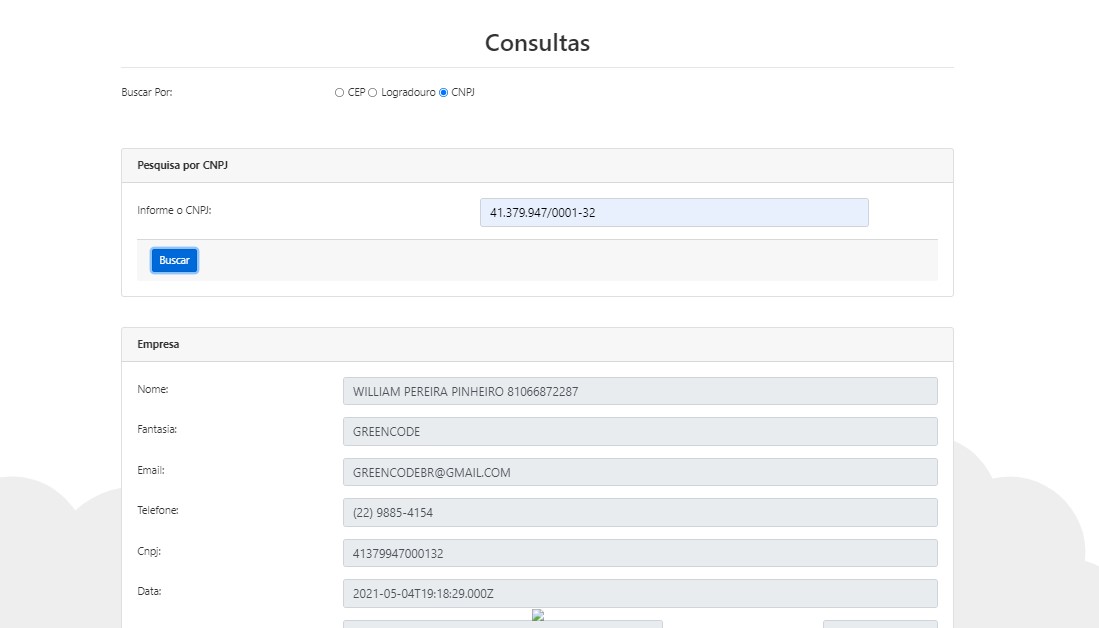 Consultas
Buscar Por: CEP Logradouro CNPJ
Pesquisa por CNPJ
Informe o CNPJ: 41.379.947/0001-32
Buscar
Empresa
Nome: WILLIAM PEREIRA PINHEIRO 81066872287
Fantasia: GREENCODE
Email: GREENCODEBR@GMAIL.COM
Telefone: (22) 9885-4154
Cnpj: 41379947000132
Data: 2021-05-04T19:18:29.000Z